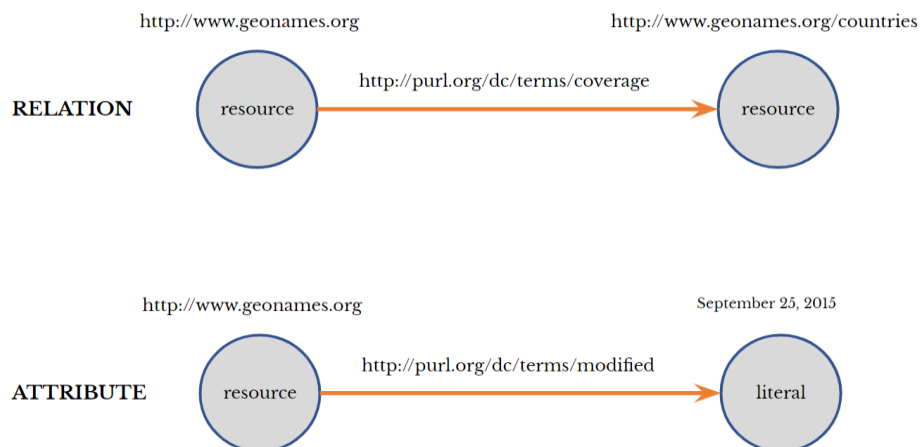 http://www.geonames.org
http://www.geonames.org/countries
http://purl.org/dc/terms/coverage
RELATION
resource
resource
http://www.geonames.org
September 25, 2015
http://purl.org/dc/terms/modified
ATTRIBUTE
resource
literal